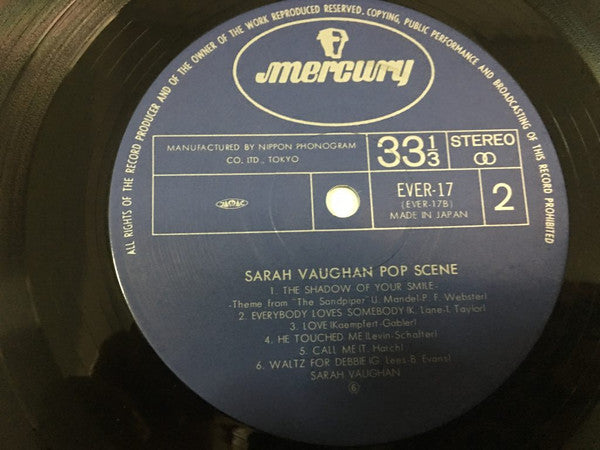 ALL RIGHTS OF THE RECORD PRODUCER AND OF THE OWNER OF THE WORK REPRODUCED RESERVED. COPYING, PUBLIC PERFORMANCE AND BROADCASTING OF THIS RECORD PROHIBITED
mercury
MANUFACTURED BY NIPPON PHONOGRAM
CO. LTD., TOKYO
33 1/3
STEREO
EVER-17
(EVER-17B)
MADE IN JAPAN
2
SARAH VAUGHAN POP SCENE
1. THE SHADOW OF YOUR SMILE-
-Theme from "The Sandpiper"(J. Mandel-P. F. Webster)
2. EVERYBODY LOVES SOMEBODY(K. Lane-I. Taylor)
3. LOVE(Kaempfert-Gabler)
4. HE TOUCHED ME(Levin-Schafter)
5. CALL ME(T. Hatch)
6. WALTZ FOR DEBBIE(G. Lees-B. Evans)
SARAH VAUGHAN
6